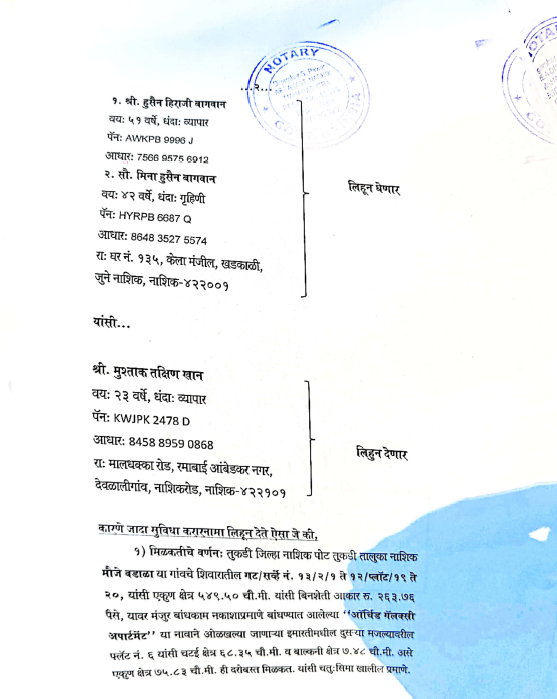 NOTARY
...२...
१. श्री. हुसैन हिराजी बागवान
वय: ५१ वर्षे, धंदा: व्यापार
पॅन: AWKPB 9996 J
आधार: 7566 9575 6912
२. सौ. मिना हुसैन बागवान
वय: ४२ वर्षे, धंदा: गृहिणी
पॅन: HYRPB 6687 Q
आधार: 8648 3527 5574
रा: घर नं. १३५, केला मंजील, खडकाळी,
जुने नाशिक, नाशिक-४२२००१
लिहून घेणार
यांसी...
श्री. मुश्ताक तक्षिण खान
वय: २३ वर्षे, धंदा: व्यापार
पॅन: KWJPK 2478 D
आधार: 8458 8959 0868
रा: मालधक्का रोड, रमाबाई आंबेडकर नगर,
देवळालीगांव, नाशिकरोड, नाशिक-४२२१०१
लिहुन देणार
कारणे जादा सुविधा करारनामा लिहून देते ऐसा जे की,
१) मिळकतीचे वर्णन: तुकडी जिल्हा नाशिक पोट तुकडी तालुका नाशिक
मौजे वडाळा या गांवचे शिवारातील गट/सर्व्हे नं. १३/२/१ ते १२/प्लॉट/१९ ते
२०, यांसी एकूण क्षेत्र ५४९.५० चौ.मी. यांसी बिनशेती आकार रु. २६३.७६
पैसे, यावर मंजुर बांधकाम नकाशाप्रमाणे बांधण्यात आलेल्या ''ऑर्चिड गॅलक्सी
अपार्टमेंट'' या नावाने ओळखल्या जाणाऱ्या इमारतीमधील दुसऱ्या मजल्यावरील
फ्लॅट नं. ६ यांसी चटई क्षेत्र ६८.३५ चौ.मी. व बाल्कनी क्षेत्र ७.४८ चौ.मी. असे
एकुण क्षेत्र ७५.८३ चौ.मी. ही दरोबस्त मिळकत. यांसी चतु:सिमा खालील प्रमाणे.